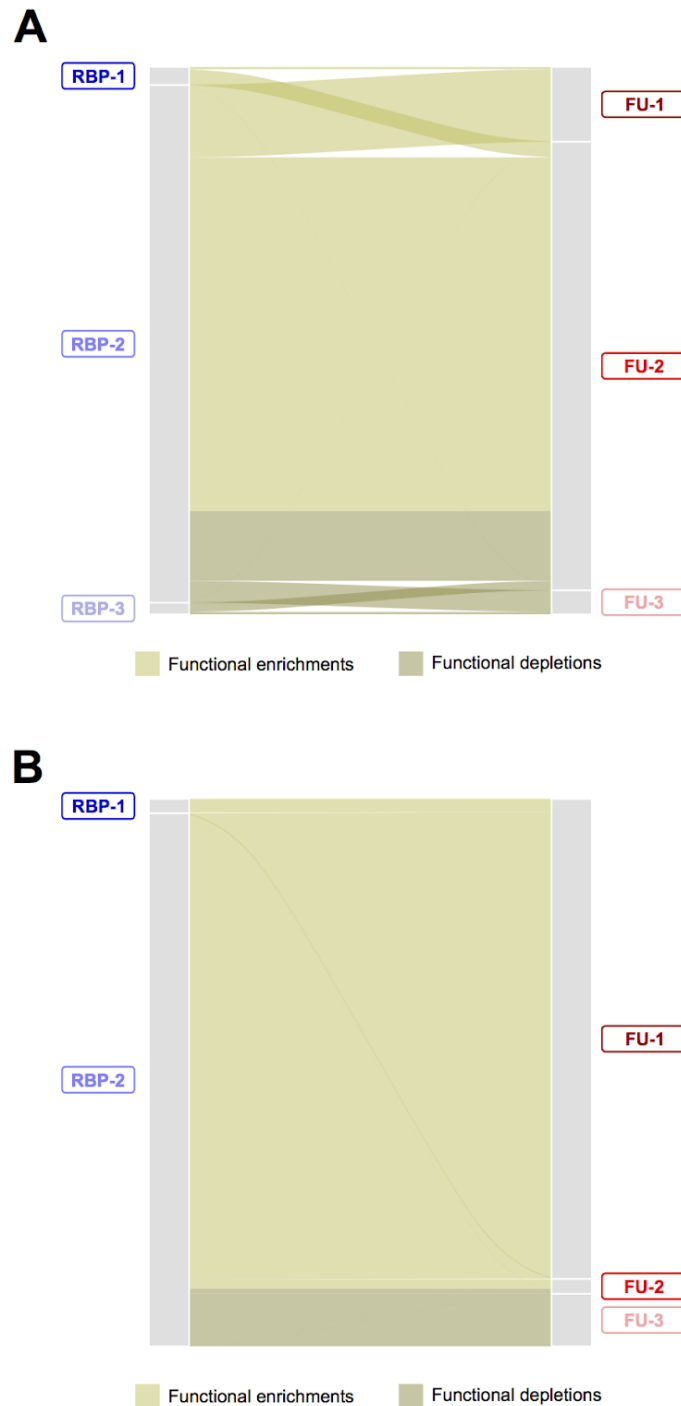 A
RBP-1
FU-1
RBP-2
FU-2
RBP-3
FU-3
Functional enrichments
Functional depletions
B
RBP-1
FU-1
RBP-2
FU-2
FU-3
Functional enrichments
Functional depletions